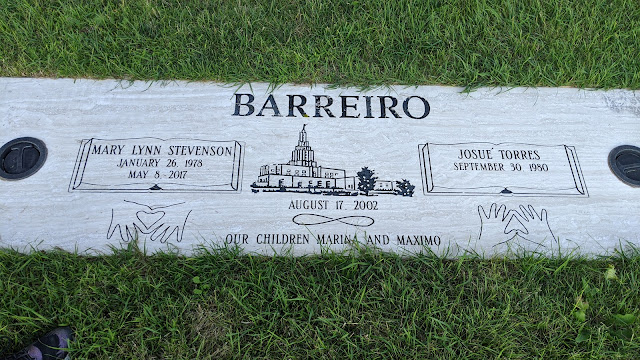 BARREIRO
MARY LYNN STEVENSON
JANUARY 26, 1978
MAY 8 - 2017
AUGUST 17, 2002
JOSUE TORRES
SEPTEMBER 30, 1980
OUR CHILDREN MARINA AND MAXIMO